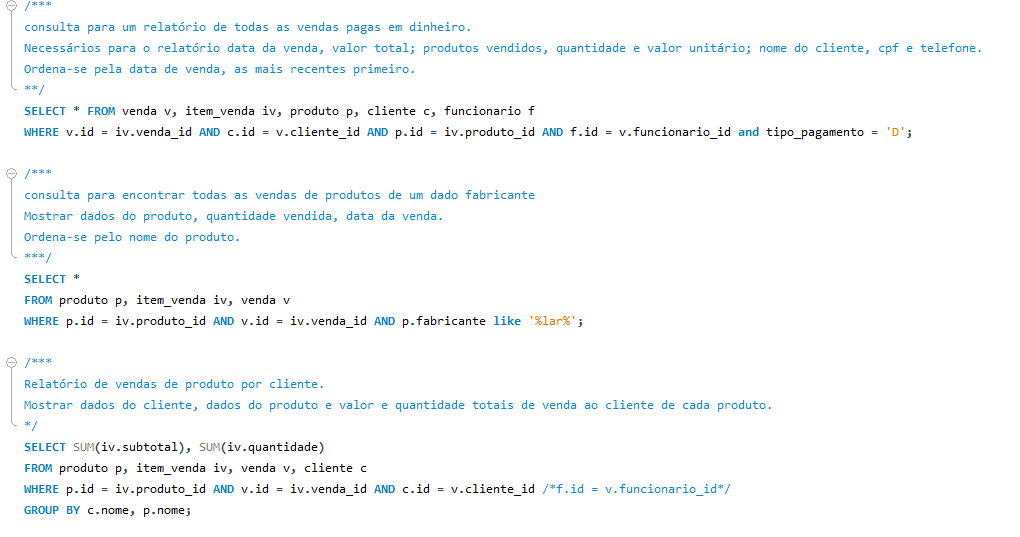 /***
consulta para um relatório de todas as vendas pagas em dinheiro.
Necessários para o relatório data da venda, valor total; produtos vendidos, quantidade e valor unitário; nome do cliente, cpf e telefone.
Ordena-se pela data de venda, as mais recentes primeiro.
**/
SELECT * FROM venda v, item_venda iv, produto p, cliente c, funcionario f
WHERE v.id = iv.venda_id AND c.id = v.cliente_id AND p.id = iv.produto_id AND f.id = v.funcionario_id and tipo_pagamento = 'D';
/***
consulta para encontrar todas as vendas de produtos de um dado fabricante
Mostrar dados do produto, quantidade vendida, data da venda.
Ordena-se pelo nome do produto.
***/
SELECT *
FROM produto p, item_venda iv, venda v
WHERE p.id = iv.produto_id AND v.id = iv.venda_id AND p.fabricante like '%lar%';
/***
Relatório de vendas de produto por cliente.
Mostrar dados do cliente, dados do produto e valor e quantidade totais de venda ao cliente de cada produto.
*/
SELECT SUM(iv.subtotal), SUM(iv.quantidade)
FROM produto p, item_venda iv, venda v, cliente c
WHERE p.id = iv.produto_id AND v.id = iv.venda_id AND c.id = v.cliente_id /*f.id = v.funcionario_id*/
GROUP BY c.nome, p.nome;